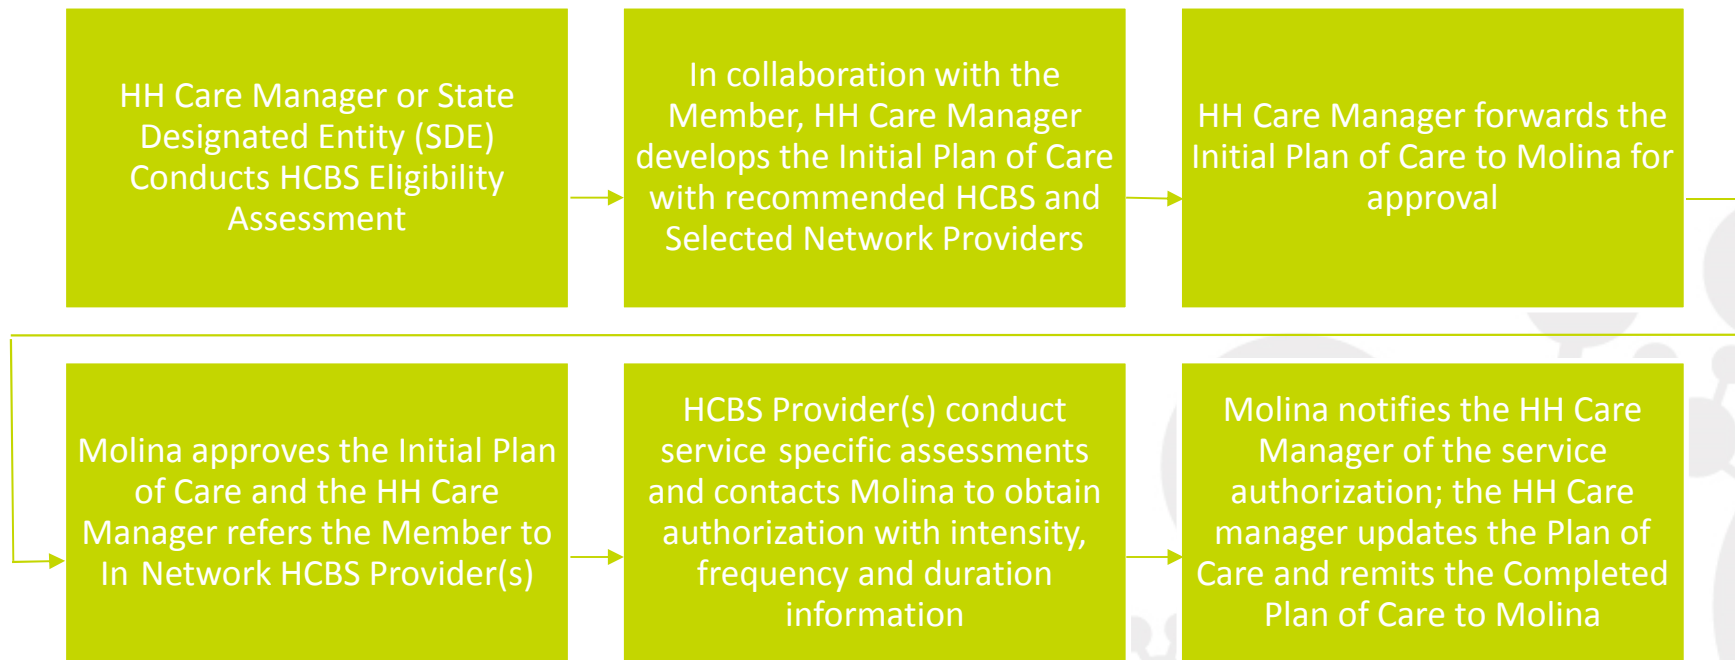 HH Care Manager or State
Designated Entity (SDE)
Conducts HCBS Eligibility
Assessment
In collaboration with the
Member, HH Care Manager
develops the Initial Plan of Care
with recommended HCBS and
Selected Network Providers
HH Care Manager forwards the
Initial Plan of Care to Molina for
approval
Molina approves the Initial Plan
of Care and the HH Care
Manager refers the Member to
In Network HCBS Provider(s)
HCBS Provider(s) conduct
service specific assessments
and contacts Molina to obtain
authorization with intensity,
frequency and duration
information
Molina notifies the HH Care
Manager of the service
authorization; the HH Care
manager updates the Plan of
Care and remits the Completed
Plan of Care to Molina